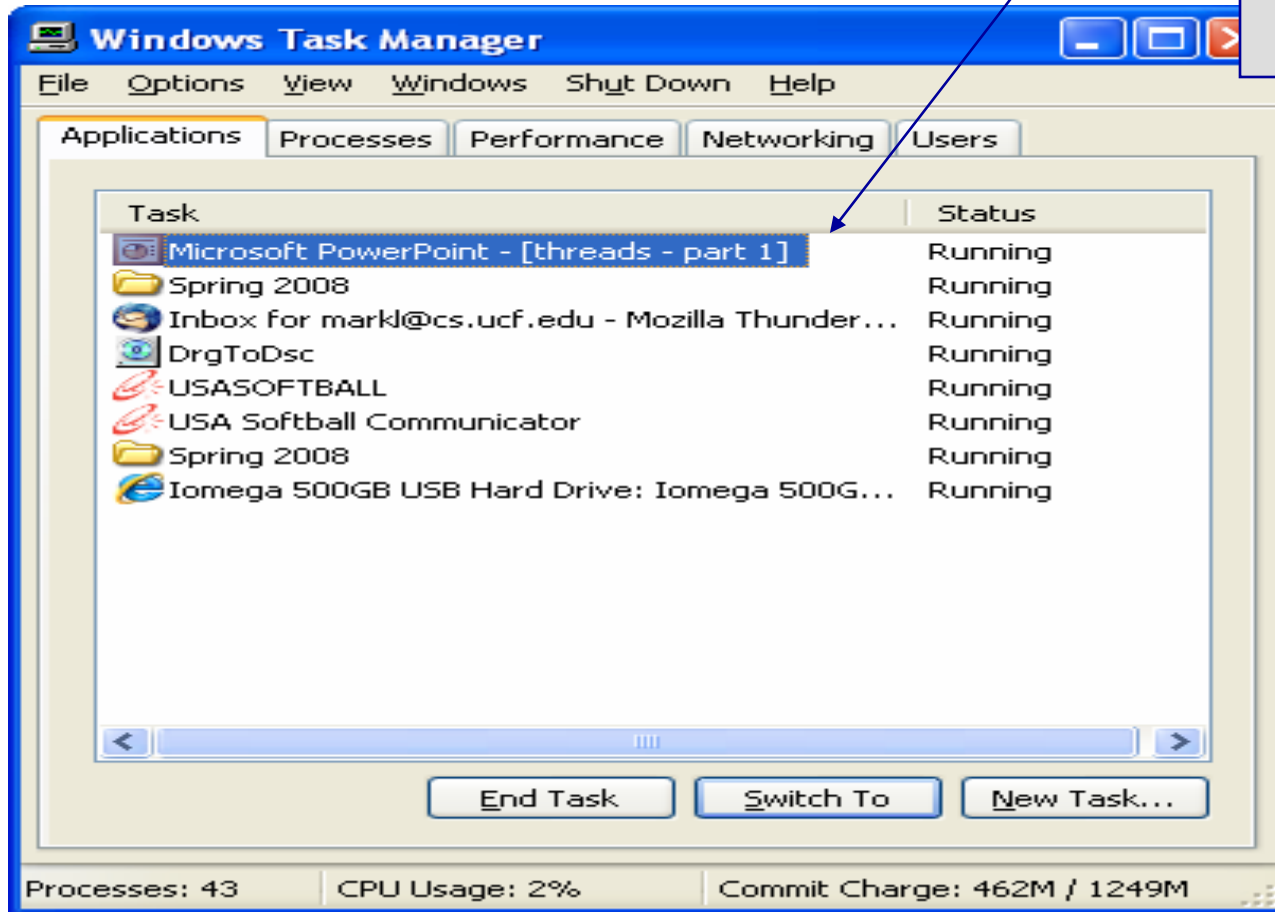 Windows Task Manager
File Options View Windows Shut Down Help
Applications Processes Performance Networking Users
Task Status
Microsoft PowerPoint - [threads - part 1] Running
Spring 2008 Running
Inbox for markl@cs.ucf.edu - Mozilla Thunder... Running
DrgToDsc Running
USASOFTBALL Running
USA Softball Communicator Running
Spring 2008 Running
Iomega 500GB USB Hard Drive: Iomega 500G... Running
End Task Switch To New Task...
Processes: 43 CPU Usage: 2% Commit Charge: 462M / 1249M